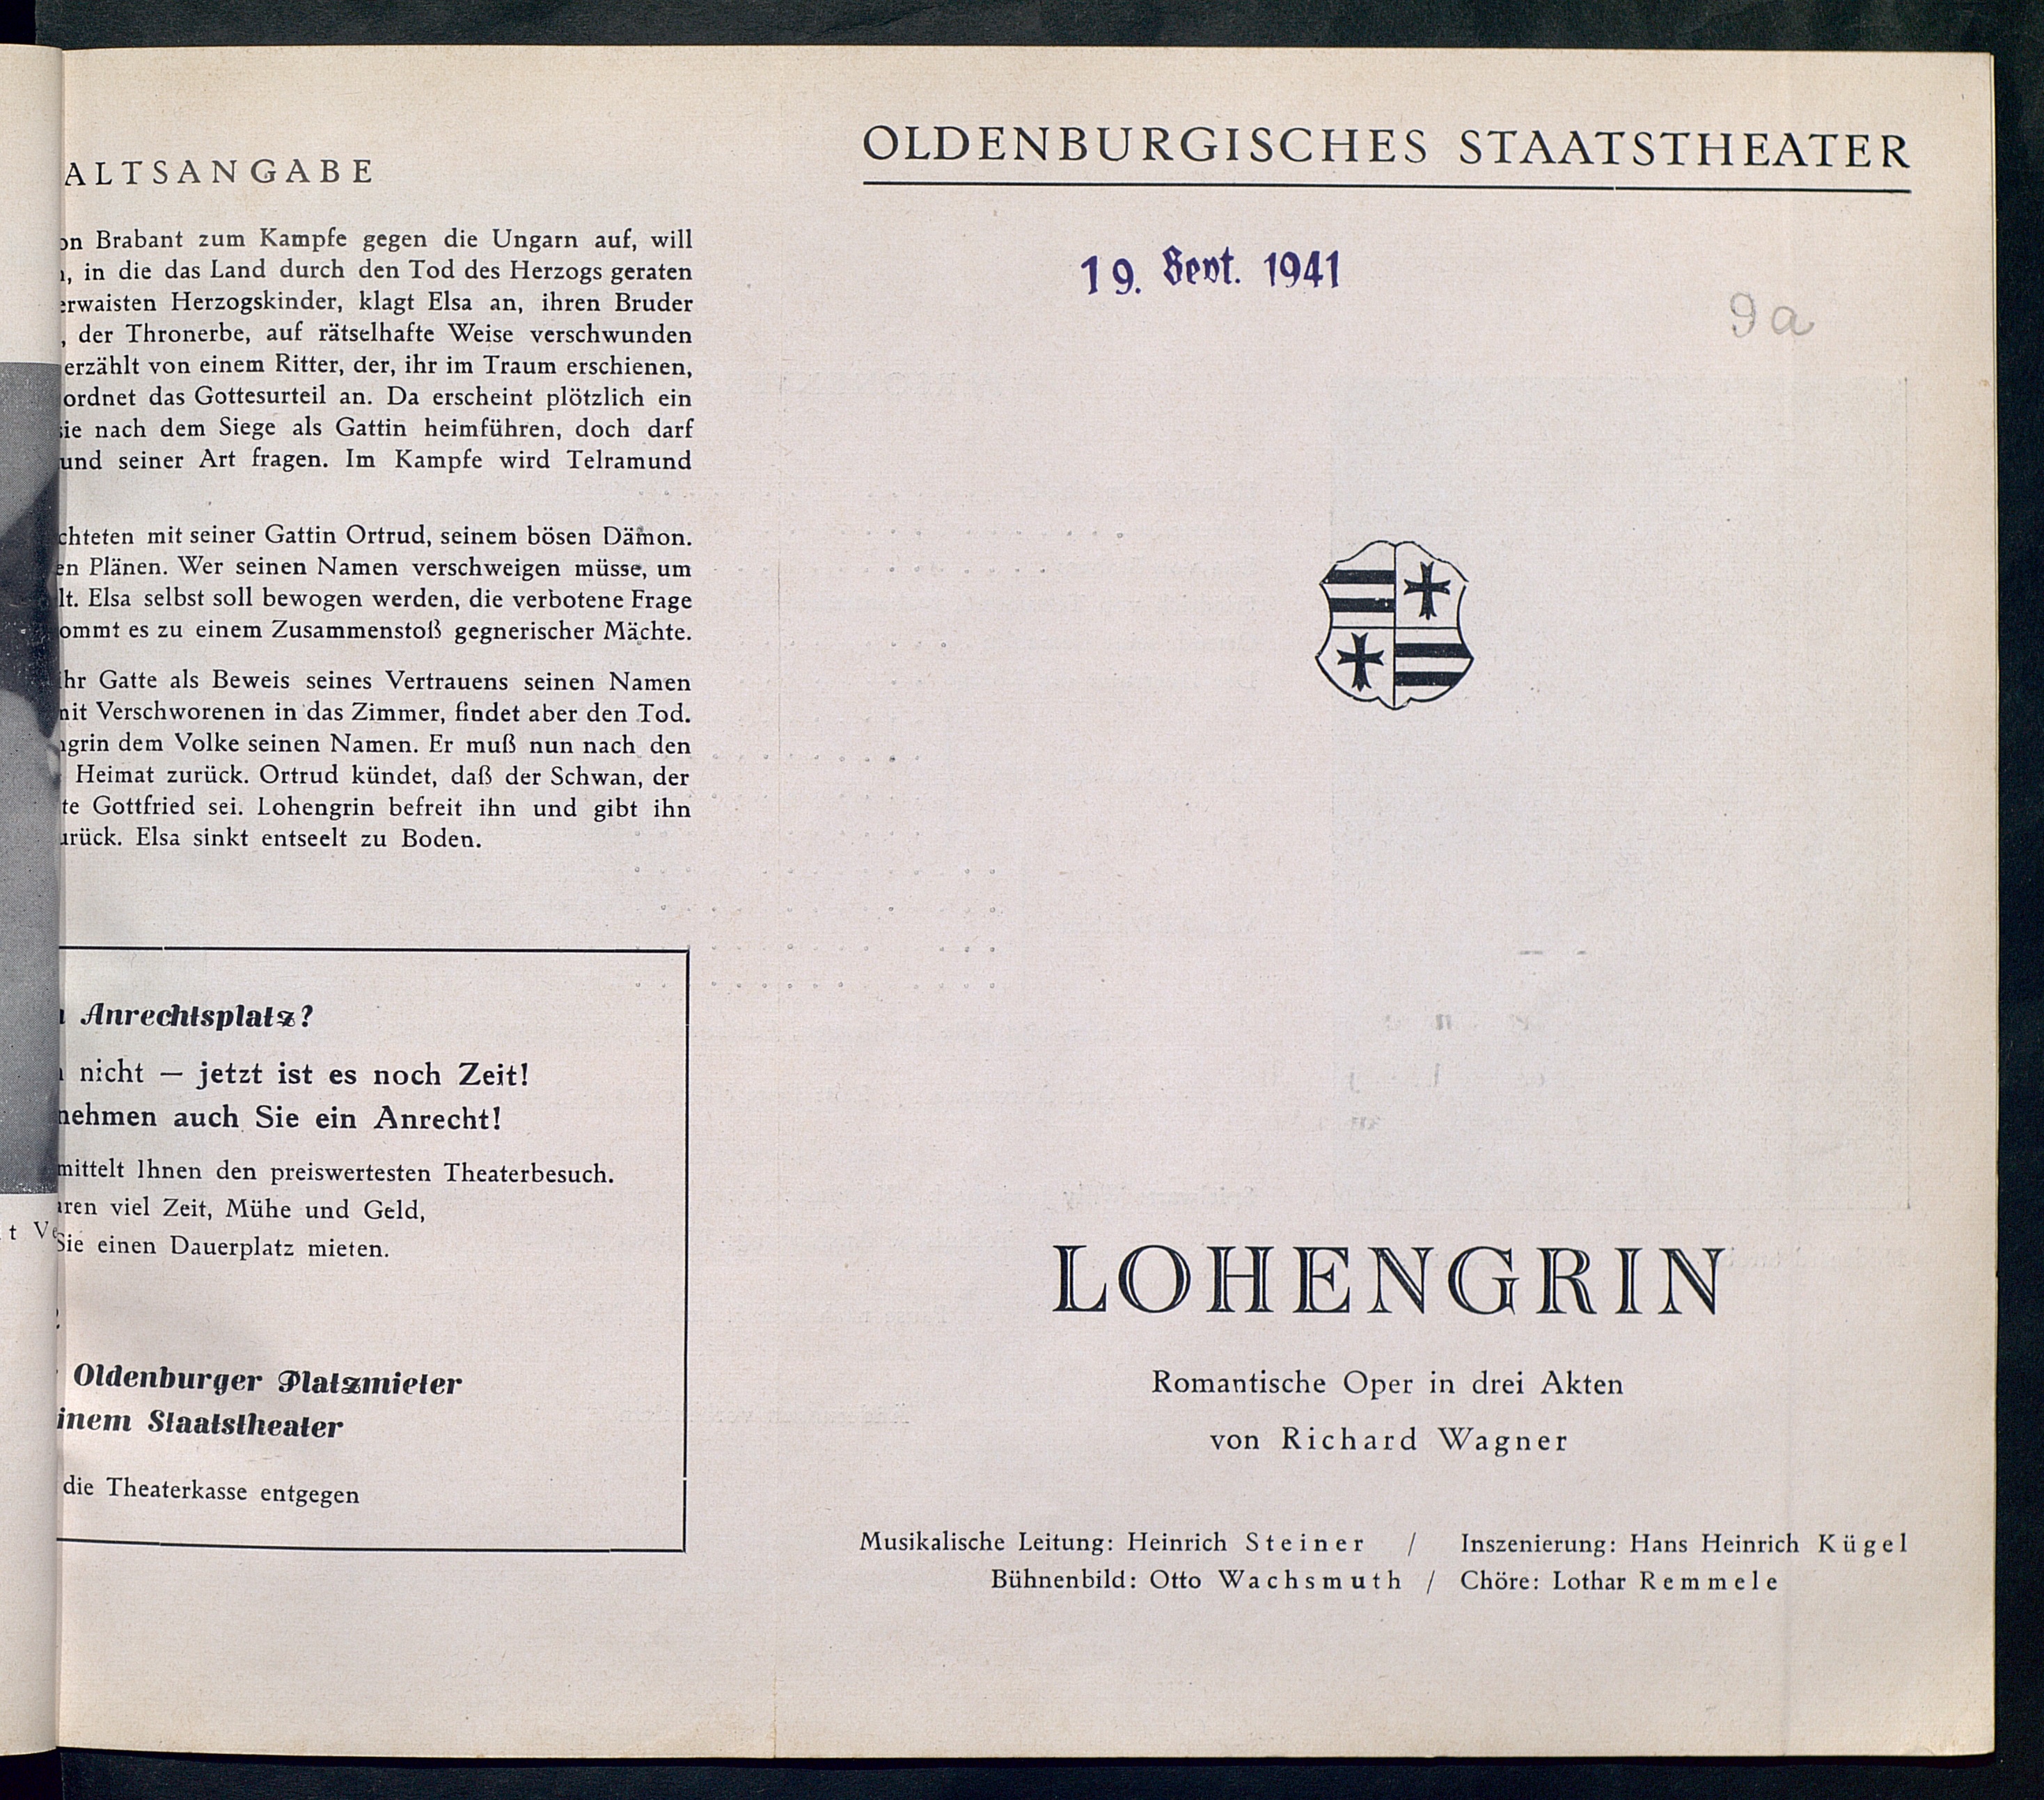 ALTSANGABE
Brabant zum Kampfe gegen die Ungarn auf, will
in die das Land durch den Tod des Herzogs geraten
erwaisten Herzogskinder, klagt Elsa an, ihren Bruder
, der Thronerbe, auf rätselhafte Weise verschwunden
erzählt von einem Ritter, der, ihr im Traum erschienen,
ordnet das Gottesurteil an. Da erscheint plötzlich ein
sie nach dem Siege als Gattin heimführen, doch darf
und seiner Art fragen. Im Kampfe wird Telramund
chteten mit seiner Gattin Ortrud, seinem bösen Dämon.
en Plänen. Wer seinen Namen verschweigen müsse, um
lt. Elsa selbst soll bewogen werden, die verbotene Frage
ommt es zu einem Zusammenstoß gegnerischer Mächte.
ihr Gatte als Beweis seines Vertrauens seinen Namen
mit Verschworenen in das Zimmer, findet aber den Tod.
ngrin dem Volke seinen Namen. Er muß nun nach den
Heimat zurück. Ortrud kündet, daß der Schwan, der
te Gottfried sei. Lohengrin befreit ihn und gibt ihn
urück. Elsa sinkt entseelt zu Boden.
Anrechtsplatz?
nicht — jetzt ist es noch Zeit!
nehmen auch Sie ein Anrecht!
mittelt Ihnen den preiswertesten Theaterbesuch.
aren viel Zeit, Mühe und Geld,
Sie einen Dauerplatz mieten.
Oldenburger Platzmieter
inem Staatstheater
die Theaterkasse entgegen
OLDENBURGISCHES STAATSTHEATER
19. Sept. 1941
9a
LOHENGRIN
Romantische Oper in drei Akten
von Richard Wagner
Musikalische Leitung: Heinrich Steiner / Inszenierung: Hans Heinrich Kügel
Bühnenbild: Otto Wachsmuth / Chöre: Lothar Remmele